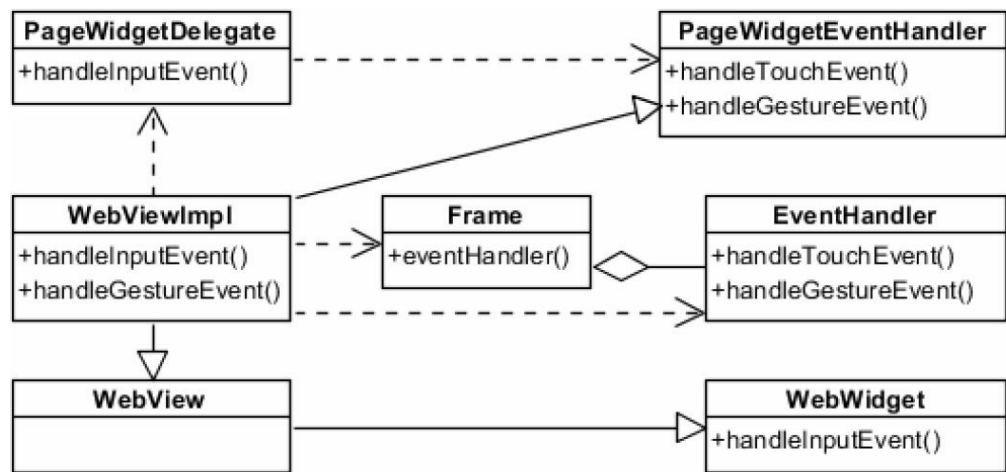 PageWidgetDelegate
+handleInputEvent()
PageWidgetEventHandler
+handleTouchEvent()
+handleGestureEvent()
WebViewImpl
+handleInputEvent()
+handleGestureEvent()
Frame
+eventHandler()
EventHandler
+handleTouchEvent()
+handleGestureEvent()
WebView
WebWidget
+handleInputEvent()